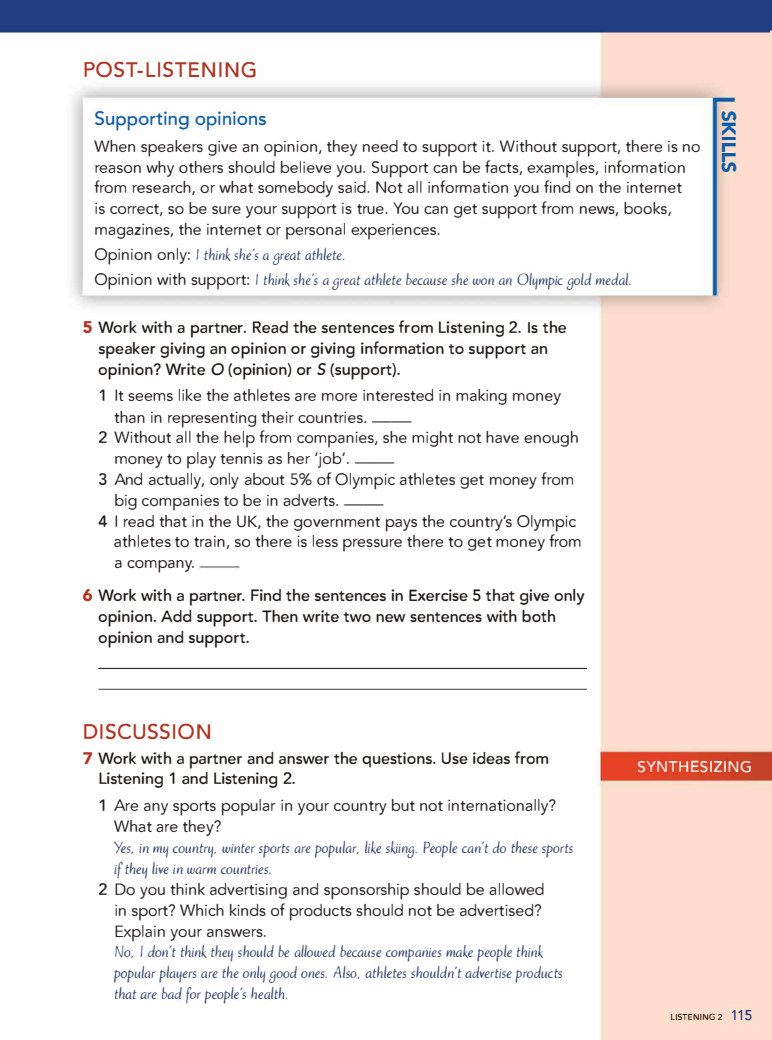 POST-LISTENING
SKILLS
Supporting opinions
When speakers give an opinion, they need to support it. Without support, there is no
reason why others should believe you. Support can be facts, examples, information
from research, or what somebody said. Not all information you find on the internet
is correct, so be sure your support is true. You can get support from news, books,
magazines, the internet or personal experiences.
Opinion only: I think she's a great athlete.
Opinion with support: I think she's a great athlete because she won an Olympic gold medal.
5 Work with a partner. Read the sentences from Listening 2. Is the
speaker giving an opinion or giving information to support an
opinion? Write O (opinion) or S (support).
1 It seems like the athletes are more interested in making money
than in representing their countries. _____
2 Without all the help from companies, she might not have enough
money to play tennis as her 'job'. _____
3 And actually, only about 5% of Olympic athletes get money from
big companies to be in adverts. _____
4 I read that in the UK, the government pays the country's Olympic
athletes to train, so there is less pressure there to get money from
a company. _____
6 Work with a partner. Find the sentences in Exercise 5 that give only
opinion. Add support. Then write two new sentences with both
opinion and support.
DISCUSSION
7 Work with a partner and answer the questions. Use ideas from
Listening 1 and Listening 2.
SYNTHESIZING
1 Are any sports popular in your country but not internationally?
What are they?
Yes, in my country, winter sports are popular, like skiing. People can't do these sports
if they live in warm countries.
2 Do you think advertising and sponsorship should be allowed
in sport? Which kinds of products should not be advertised?
Explain your answers.
No, I don't think they should be allowed because companies make people think
popular players are the only good ones. Also, athletes shouldn't advertise products
that are bad for people's health.
LISTENING 2 115